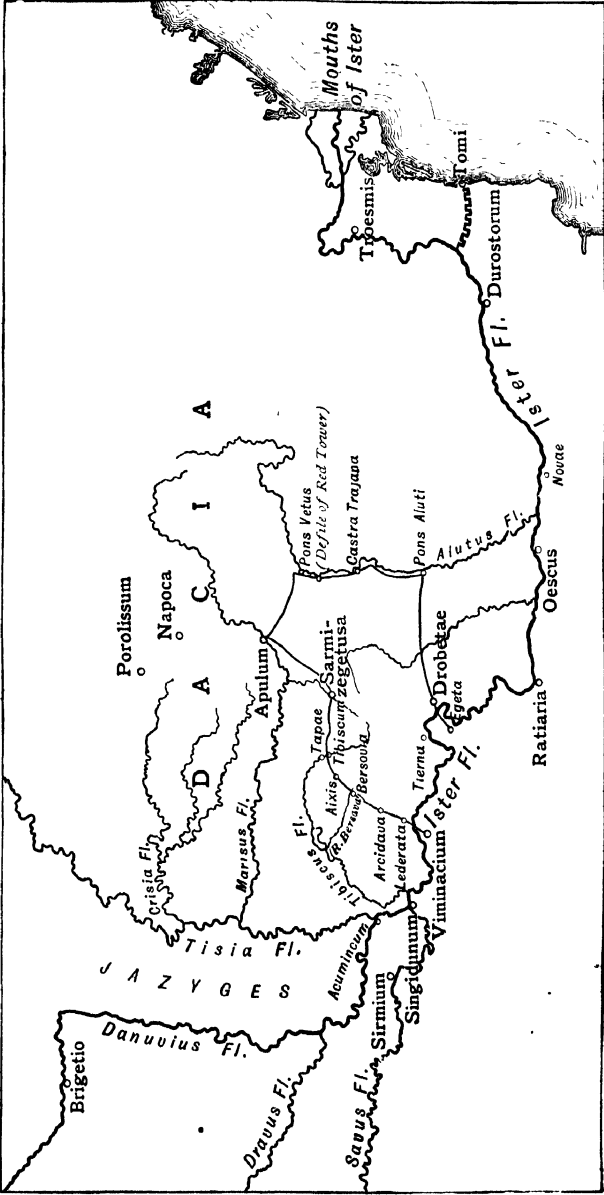 Mouths
of Ister
Troesmis
Tomi
Durostorum
Ister Fl.
Novae
Oescus
Ratiaria
D A C I A
Porolissum
Napoca
Apulum
Pons Vetus
(Defile of Red Tower)
Castra Trajana
Pons Aluti
Alutus Fl.
Sarmi-
zegetusa
Drobetae
Egeta
Tierna
Tapae
Tibiscum
Aixis
Bersovia
(R. Bersava)
Arcidava
Lederata
Tibiscus Fl.
Crisia Fl.
Marisus Fl.
Tisia Fl.
JAZYGES
Ister Fl.
Viminacium
Singidunum
Acumincum
Sirmium
Danuvius Fl.
Brigetio
Dravus Fl.
Savus Fl.